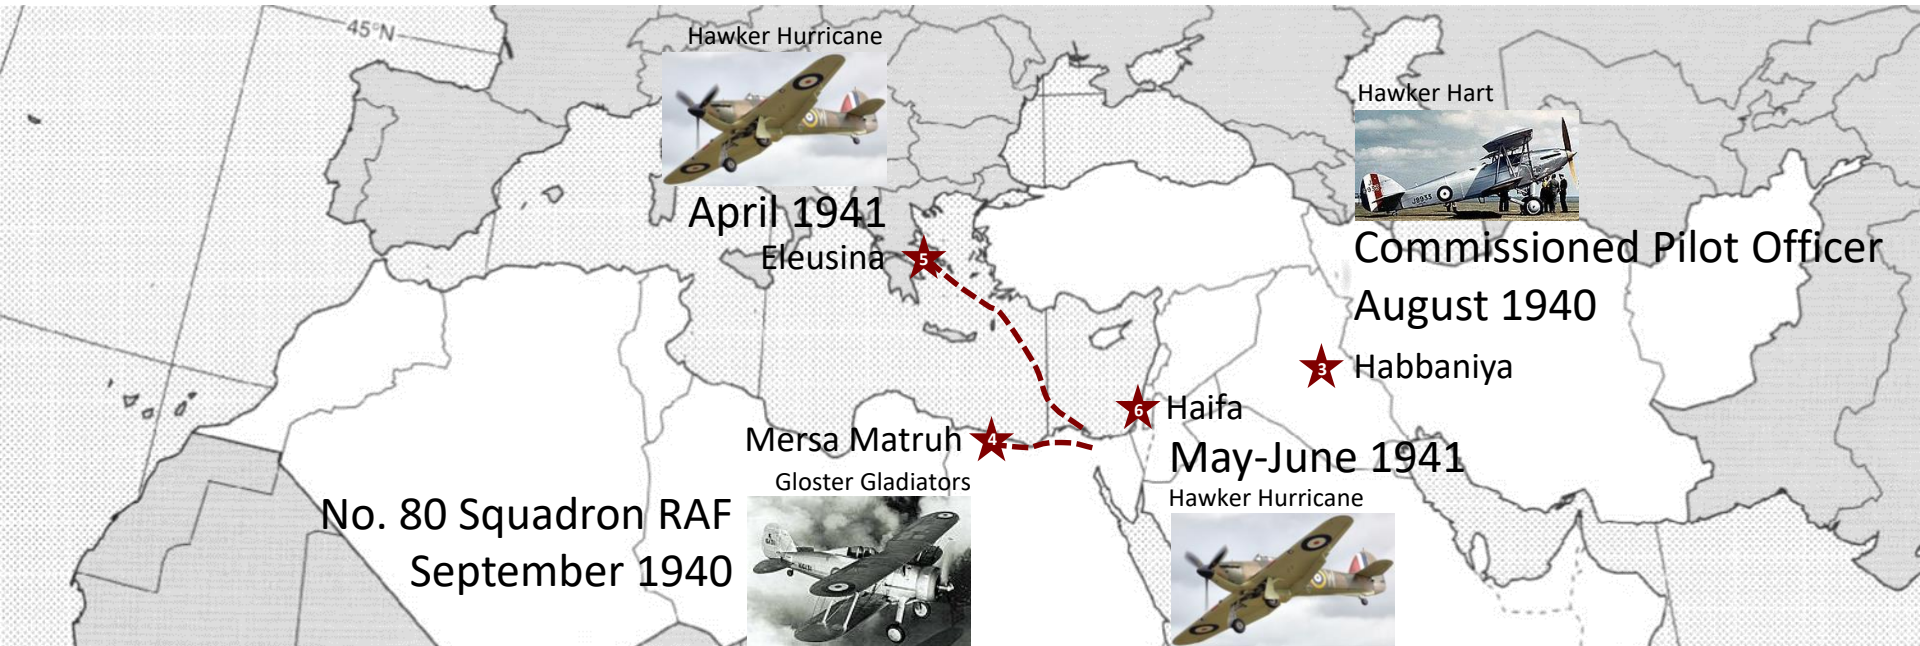 45°N
Hawker Hurricane
April 1941
Eleusina
5
Hawker Hart
Commissioned Pilot Officer
August 1940
3
Habbaniya
6
Haifa
May-June 1941
Hawker Hurricane
Mersa Matruh
4
Gloster Gladiators
No. 80 Squadron RAF
September 1940